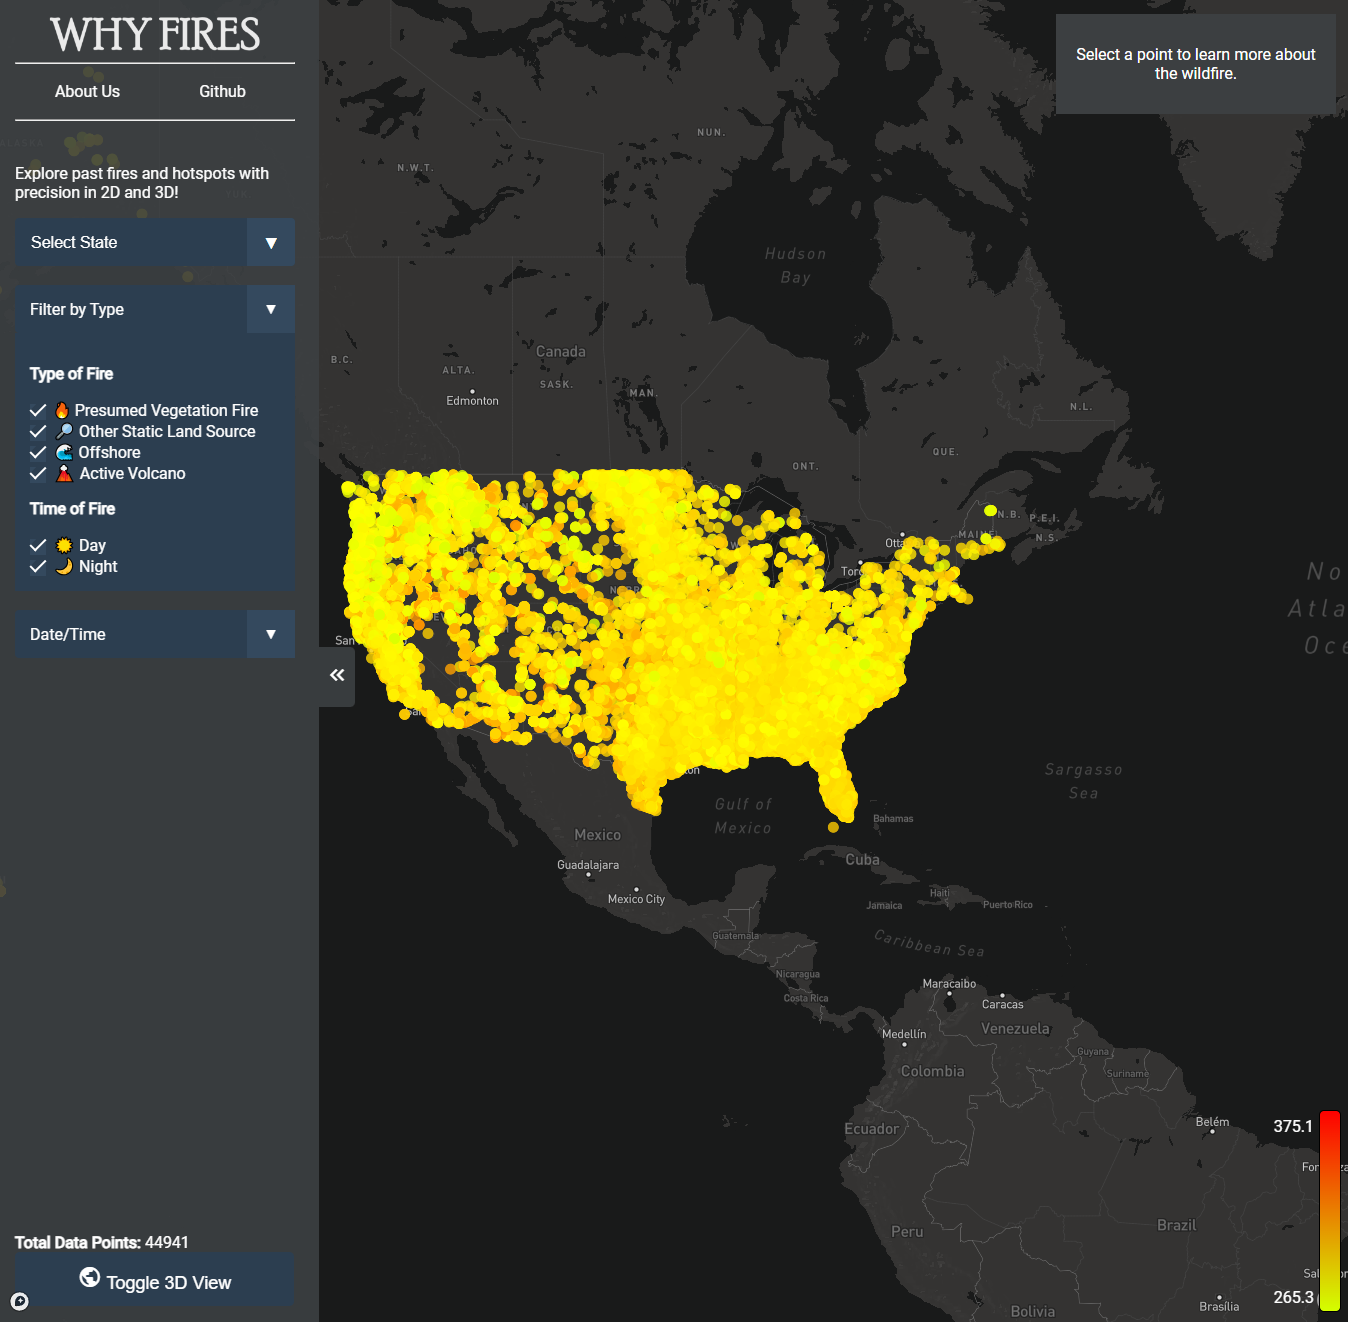 WHY FIRES
About Us
Github
Explore past fires and hotspots with
precision in 2D and 3D!
Select State
Filter by Type
Type of Fire
Presumed Vegetation Fire
Other Static Land Source
Offshore
Active Volcano
Time of Fire
Day
Night
Date/Time
Total Data Points: 44941
Toggle 3D View
Select a point to learn more about
the wildfire.
NUN.
N.W.T.
Hudson
Bay
B.C.
Canada
ALTA.
SASK.
MAN.
Edmonton
N.L.
QUE.
ONT.
N.B.
P.E.I.
MAINE
N.S.
Otta
Toro
San
No
Atla
Oce
Sargasso
Sea
Gulf of
Mexico
Bahamas
Mexico
Cuba
Guadalajara
Mexico City
Haiti
Jamaica
Puerto Rico
Guatemala
Caribbean Sea
Nicaragua
Costa Rica
Maracaibo
Caracas
Venezuela
Medellín
Guyana
Colombia
Suriname
Ecuador
Belém
375.1
Peru
Brazil
265.3
Brasília
Bolivia